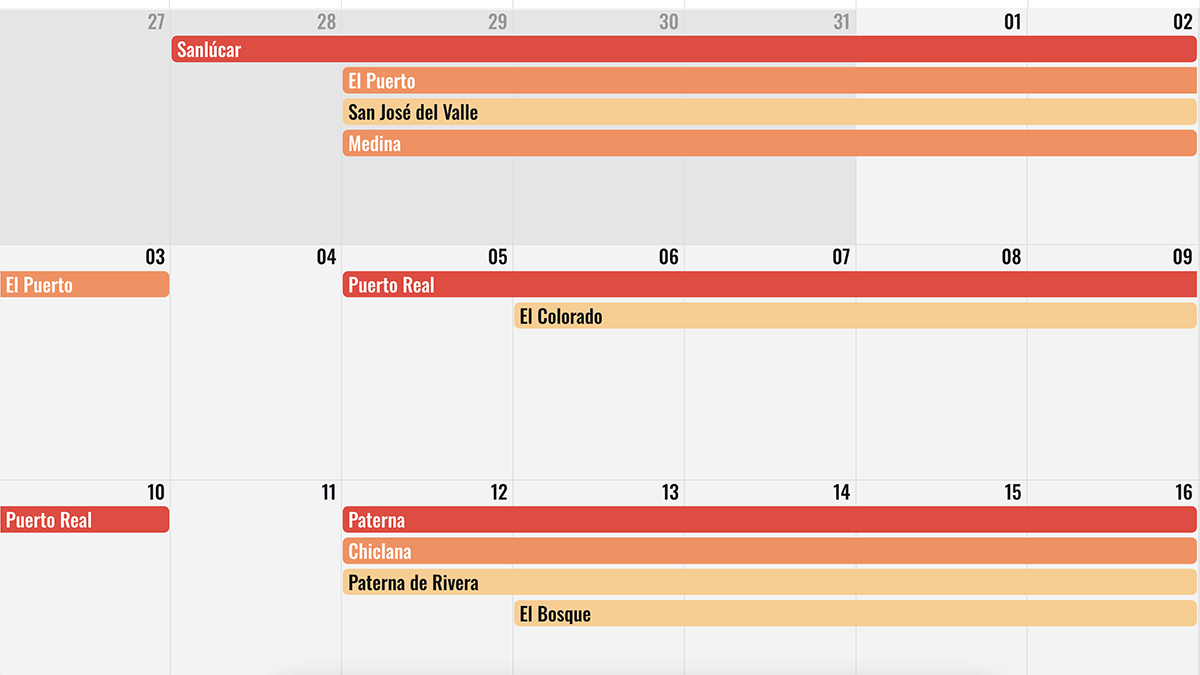 27 28 29 30 31 01 02
Sanlúcar
El Puerto
San José del Valle
Medina
03 04 05 06 07 08 09
El Puerto Puerto Real
El Colorado
10 11 12 13 14 15 16
Puerto Real Paterna
Chiclana
Paterna de Rivera
El Bosque